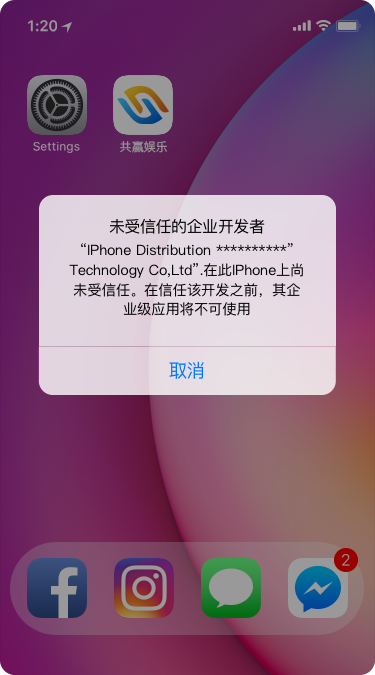 1:20
Settings
共赢娱乐
未受信任的企业开发者
“IPhone Distribution **********”
Technology Co,Ltd”.在此IPhone上尚
未受信任。在信任该开发之前，其企
业级应用将不可使用
取消
2